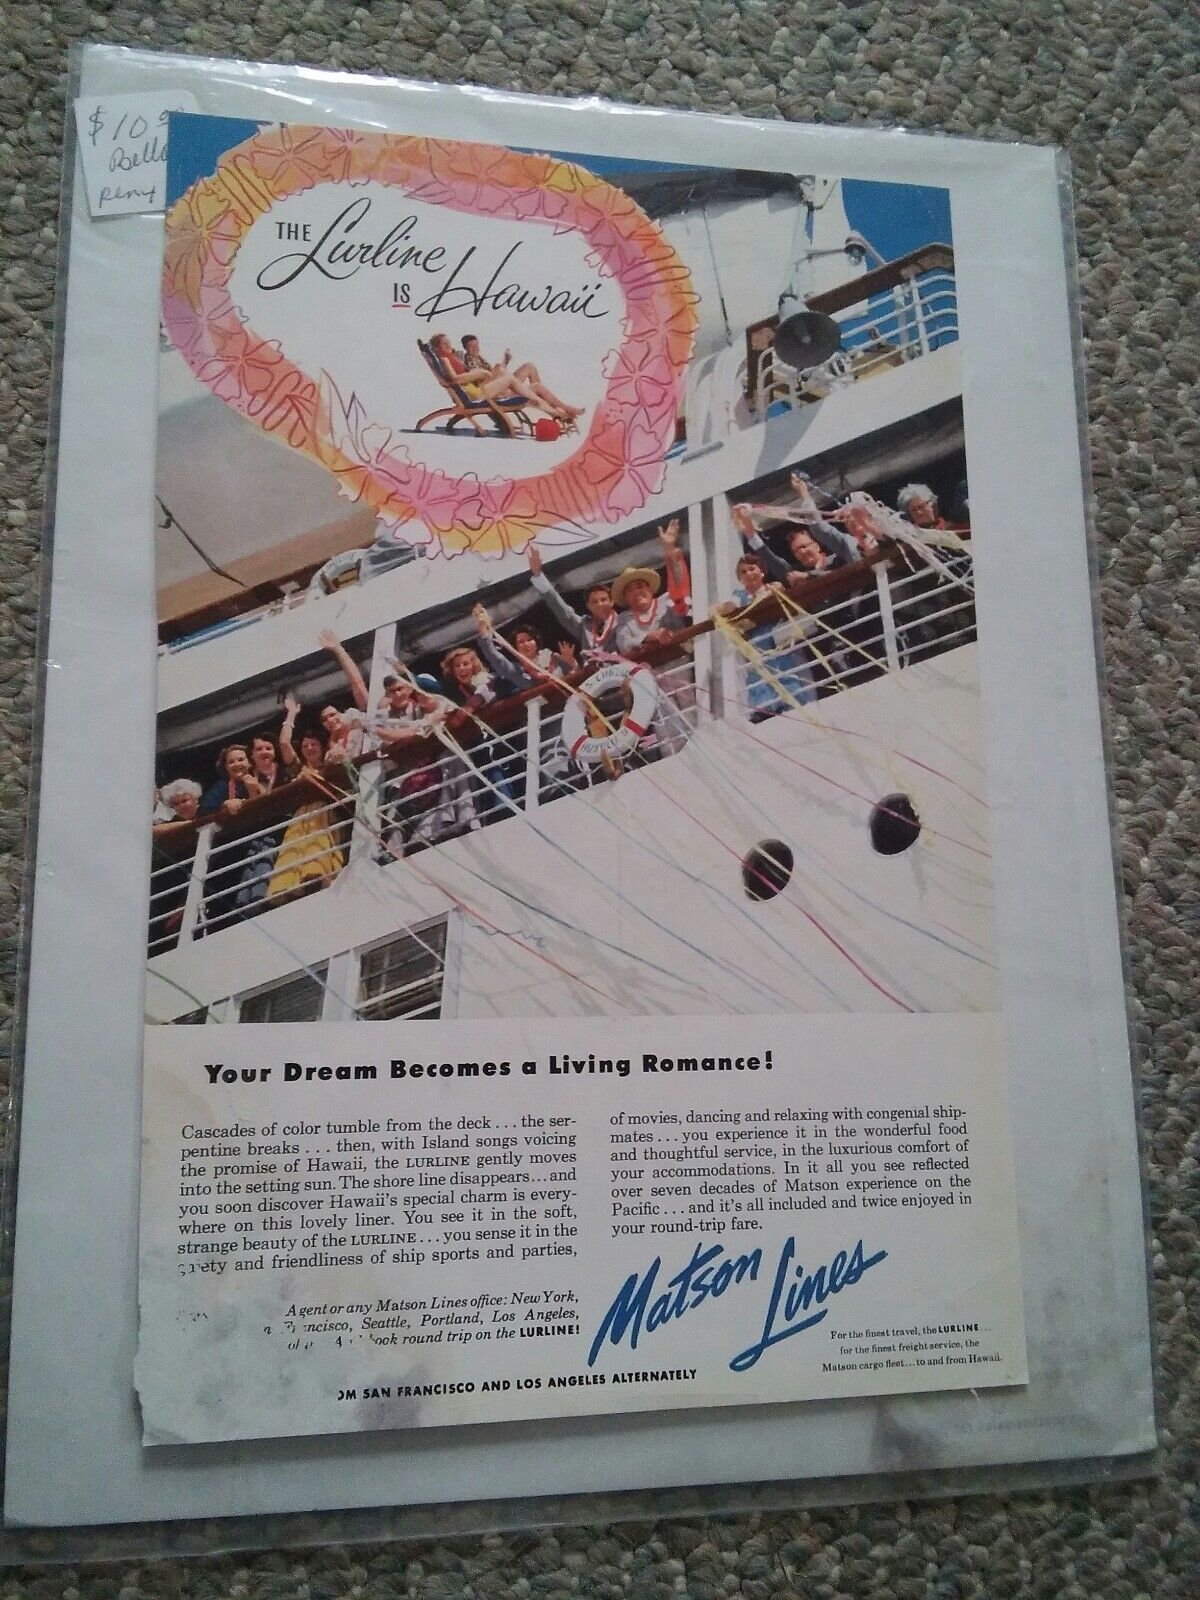 $10.
THE Lurline
IS Hawaii
Your Dream Becomes a Living Romance!
Cascades of color tumble from the deck . . . the ser-
pentine breaks . . . then, with Island songs voicing
the promise of Hawaii, the LURLINE gently moves
into the setting sun. The shore line disappears...and
you soon discover Hawaii's special charm is every-
where on this lovely liner. You see it in the soft,
strange beauty of the LURLINE... you sense it in the
and friendliness of ship sports and parties,
of movies, dancing and relaxing with congenial ship-
mates . . . you experience it in the wonderful food
and thoughtful service, in the luxurious comfort of
your accommodations. In it all you see reflected
over seven decades of Matson experience on the
Pacific . . . and it's all included and twice enjoyed in
your round-trip fare.
Agent or any Matson Lines office: New York,
ncisco, Seattle, Portland, Los Angeles,
ook round trip on the LURLINE!
OM SAN FRANCISCO AND LOS ANGELES ALTERNATELY
Matson Lines
For the finest travel, the LURLINE...
for the finest freight service, the
Matson cargo fleet...to and from Hawaii.